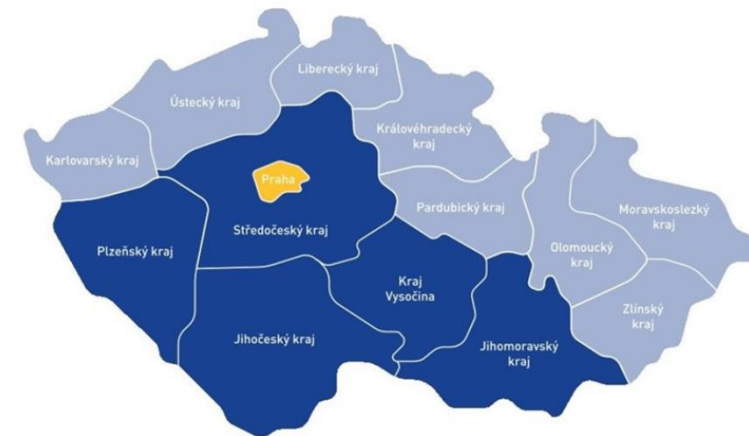 Liberecký kraj
Ústecký kraj
Královéhradecký
kraj
Karlovarský kraj
Praha
Pardubický kraj
Moravskoslezký
kraj
Středočeský kraj
Plzeňský kraj
Olomoucký
kraj
Kraj
Vysočina
Zlínský
kraj
Jihočeský kraj
Jihomoravský
kraj